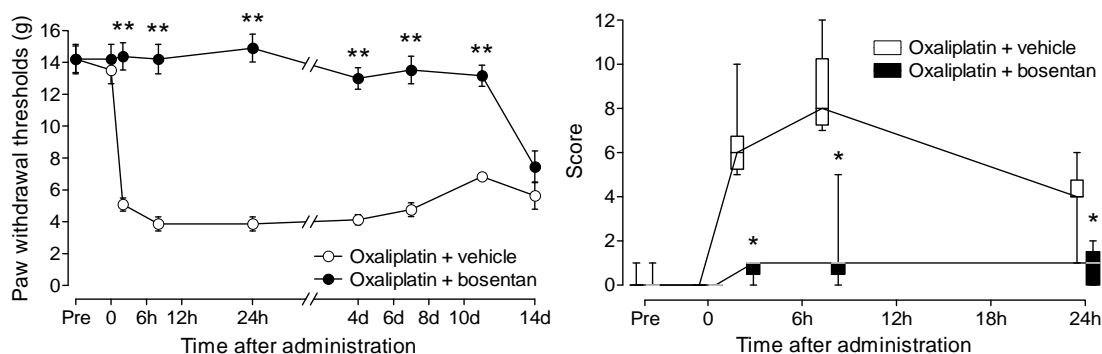 Paw withdrawal thresholds (g)
16
14
12
10
8
6
4
2
0
**
**
**
**
**
**
Oxaliplatin + vehicle
Oxaliplatin + bosentan
Pre 0 6h 12h 24h 4d 6d 8d 10d 14d
Time after administration
Score
12
10
8
6
4
2
0
Oxaliplatin + vehicle
Oxaliplatin + bosentan
*
*
*
Pre 0 6h 12h 18h 24h
Time after administration